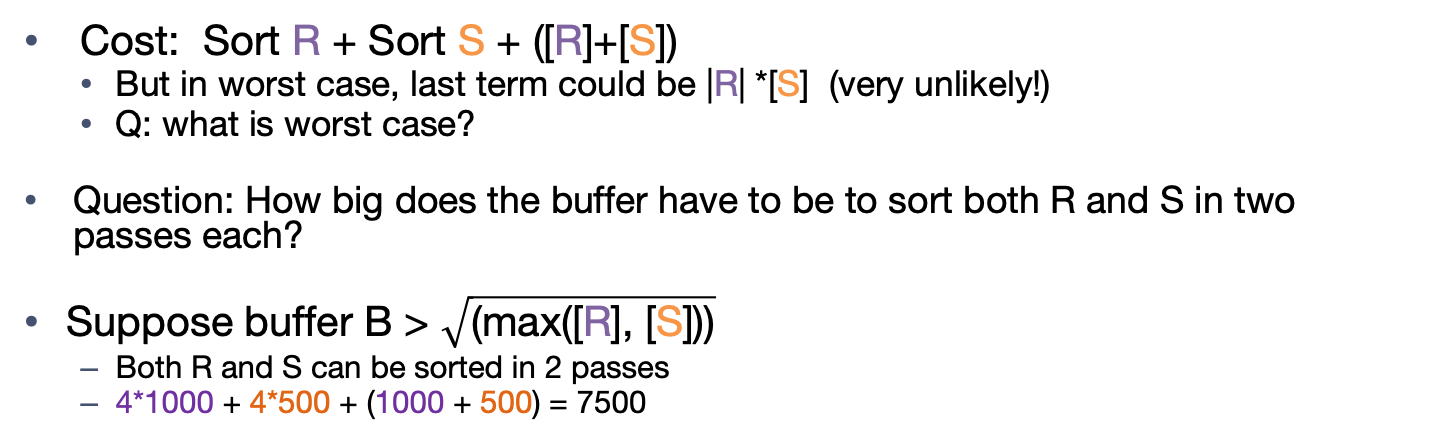 • Cost: Sort R + Sort S + ([R]+[S])
• But in worst case, last term could be |R| *[S] (very unlikely!)
• Q: what is worst case?
• Question: How big does the buffer have to be to sort both R and S in two
passes each?
• Suppose buffer B > √(max([R], [S]))
– Both R and S can be sorted in 2 passes
– 4*1000 + 4*500 + (1000 + 500) = 7500